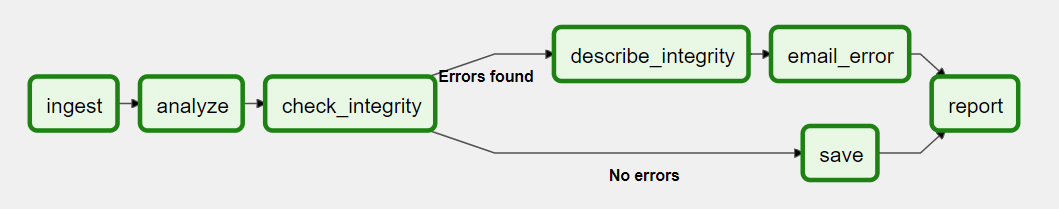 ingest
analyze
check_integrity
Errors found
describe_integrity
email_error
No errors
save
report